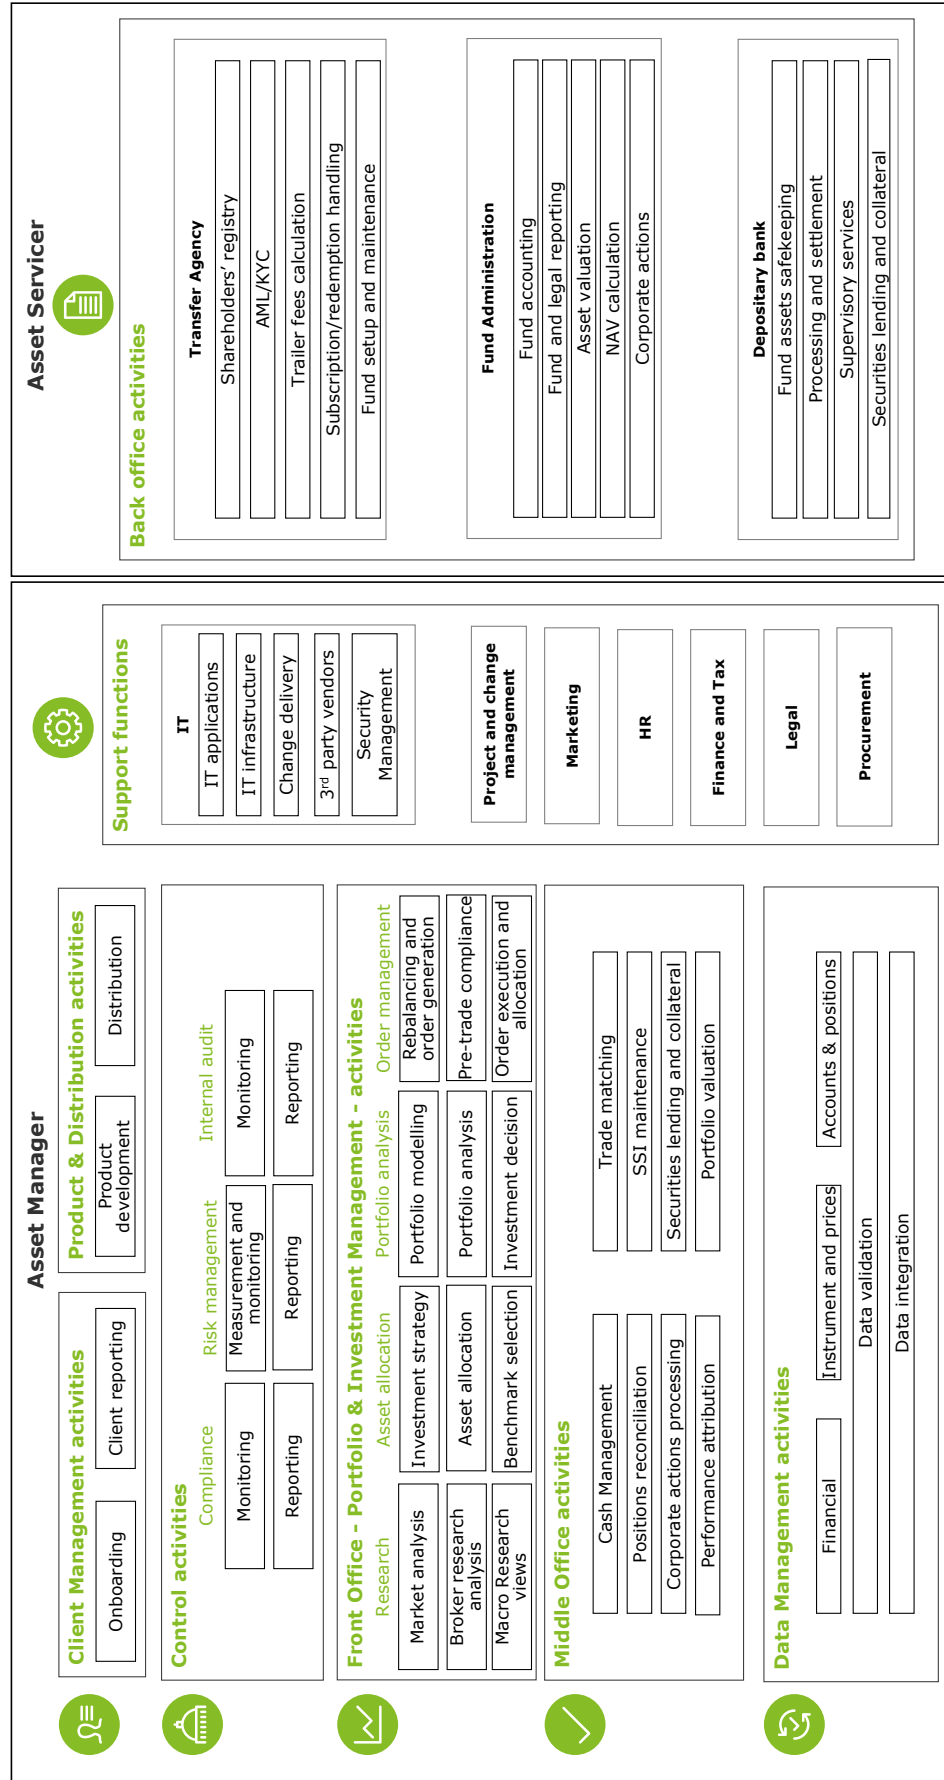 Asset Manager
Client Management activities
Onboarding
Client reporting
Product & Distribution activities
Product
development
Distribution
Control activities
Compliance
Monitoring
Reporting
Risk management
Measurement and
monitoring
Reporting
Internal audit
Monitoring
Reporting
Front Office - Portfolio & Investment Management - activities
Research
Market analysis
Broker research
analysis
Macro Research
views
Asset allocation
Investment strategy
Asset allocation
Benchmark selection
Portfolio analysis
Portfolio modelling
Portfolio analysis
Investment decision
Order management
Rebalancing and
order generation
Pre-trade compliance
Order execution and
allocation
Middle Office activities
Cash Management
Positions reconciliation
Corporate actions processing
Performance attribution
Trade matching
SSI maintenance
Securities lending and collateral
Portfolio valuation
Data Management activities
Financial
Instrument and prices
Accounts & positions
Data validation
Data integration
Support functions
IT
IT applications
IT infrastructure
Change delivery
3rd party vendors
Security
Management
Project and change
management
Marketing
HR
Finance and Tax
Legal
Procurement
Asset Servicer
Back office activities
Transfer Agency
Shareholders' registry
AML/KYC
Trailer fees calculation
Subscription/redemption handling
Fund setup and maintenance
Fund Administration
Fund accounting
Fund and legal reporting
Asset valuation
NAV calculation
Corporate actions
Depositary bank
Fund assets safekeeping
Processing and settlement
Supervisory services
Securities lending and collateral